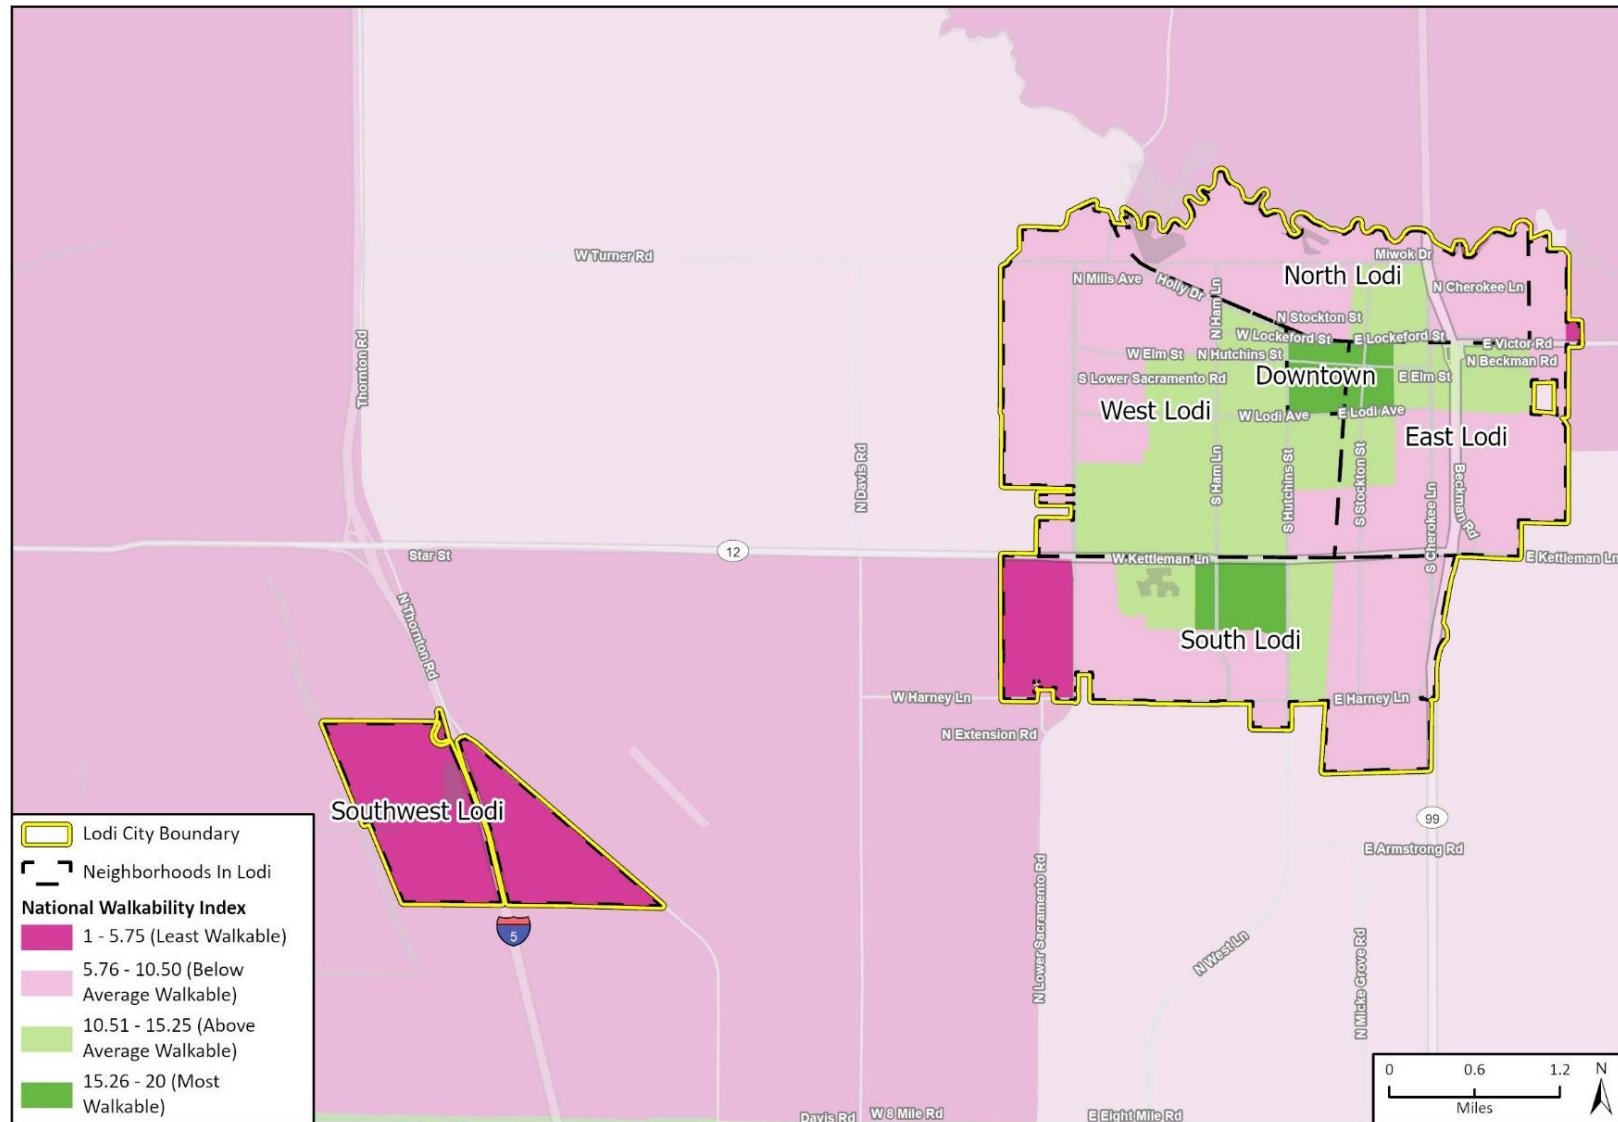 W Turner Rd
Miwok Dr
North Lodi
N Mills Ave
Holly Dr
N Ham Ln
N Cherokee Ln
N Stockton St
W Lockeford St
E Lockeford St
E Victor Rd
W Elm St
N Hutchins St
N Beckman Rd
Downtown
E Elm St
S Lower Sacramento Rd
West Lodi
W Lodi Ave
E Lodi Ave
East Lodi
Thornton Rd
N Davis Rd
S Ham Ln
S Hutchins St
S Stockton St
S Cherokee Ln
Beckman Rd
12
Star St
W Kettleman Ln
E Kettleman Ln
N Thornton Rd
South Lodi
W Harney Ln
E Harney Ln
N Extension Rd
Southwest Lodi
99
E Armstrong Rd
5
N Lower Sacramento Rd
N West Ln
N Micke Grove Rd
Davis Rd
W 8 Mile Rd
E Eight Mile Rd
Lodi City Boundary
Neighborhoods In Lodi
National Walkability Index
1 - 5.75 (Least Walkable)
5.76 - 10.50 (Below
Average Walkable)
10.51 - 15.25 (Above
Average Walkable)
15.26 - 20 (Most
Walkable)
0 0.6 1.2
Miles
N